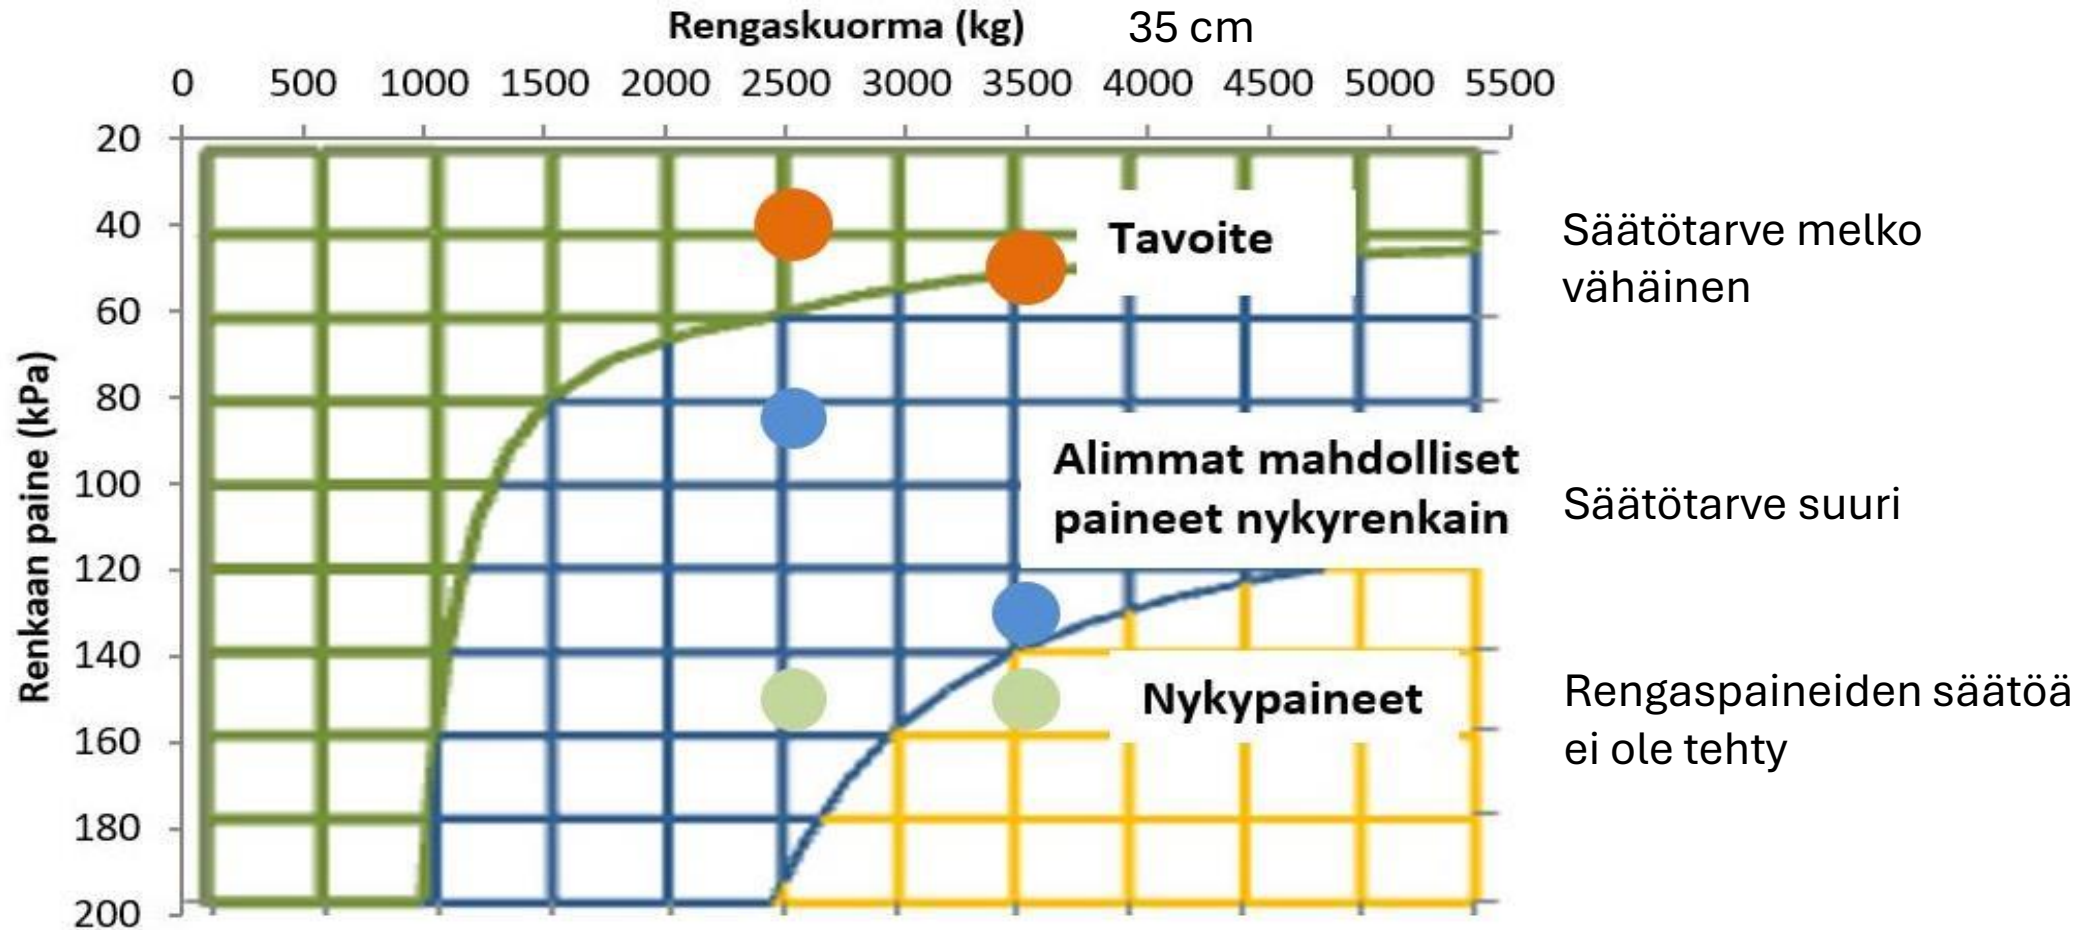 Rengaskuorma (kg) 35 cm
0 500 1000 1500 2000 2500 3000 3500 4000 4500 5000 5500
Renkaan paine (kPa)
20
40
60
80
100
120
140
160
180
200
Tavoite
Säätötarve melko
vähäinen
Alimmat mahdolliset
paineet nykyrenkain
Säätötarve suuri
Nykypaineet
Rengaspaineiden säätöä
ei ole tehty